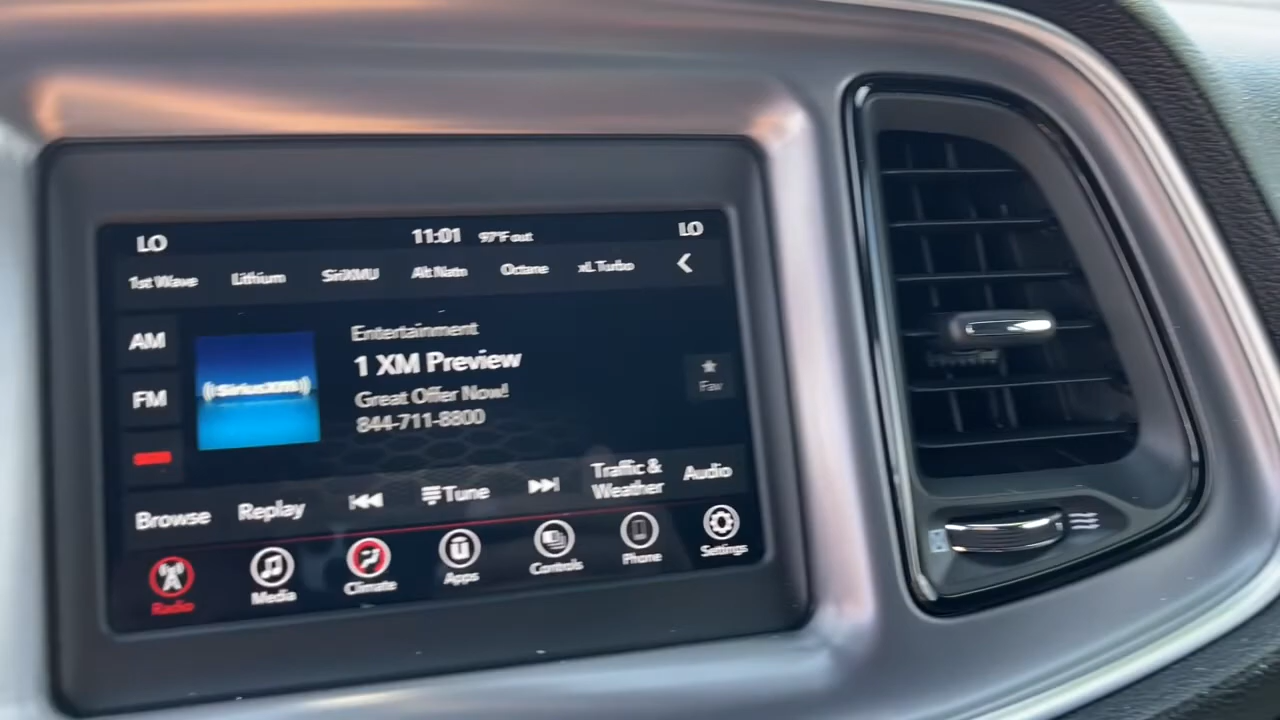 LO 11:01 97°F out LO
1st Wave Lithium SiriXMU Alt Natn Octane xL Turbo
AM
FM
((SiriusXM))
Entertainment
1 XM Preview
Great Offer Now!
844-711-8800
Fav
Browse Replay Tune Traffic & Weather Audio
Radio Media Climate Apps Controls Phone Settings